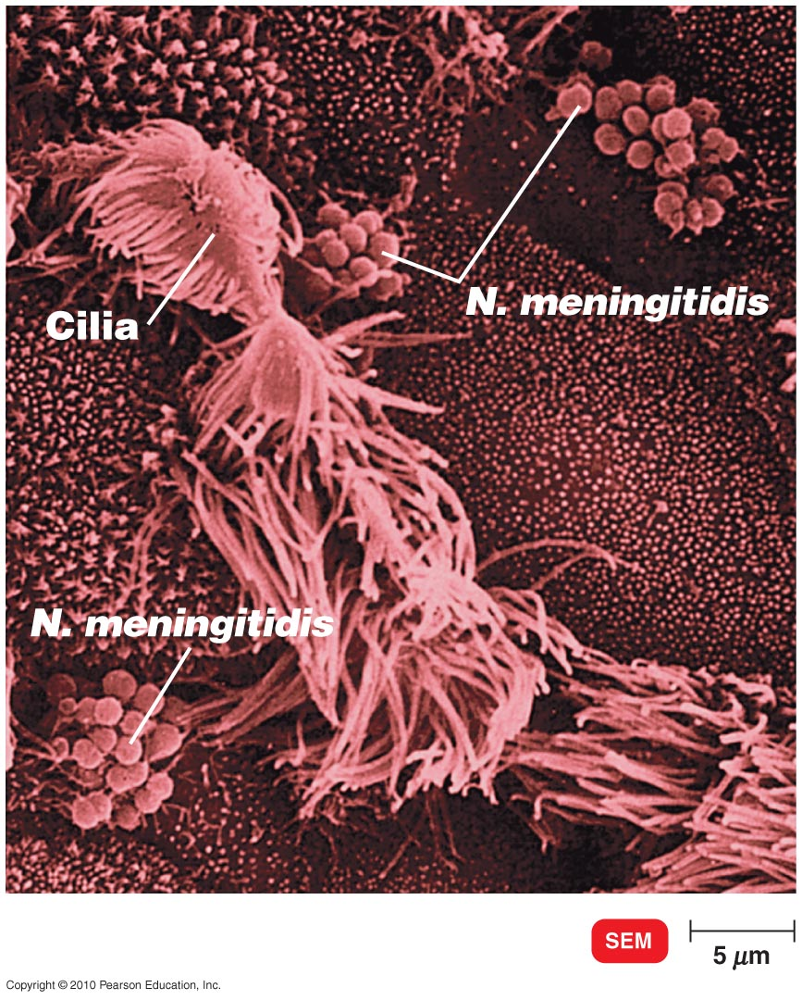 N. meningitidis
Cilia
N. meningitidis
SEM
5 μm
Copyright © 2010 Pearson Education, Inc.